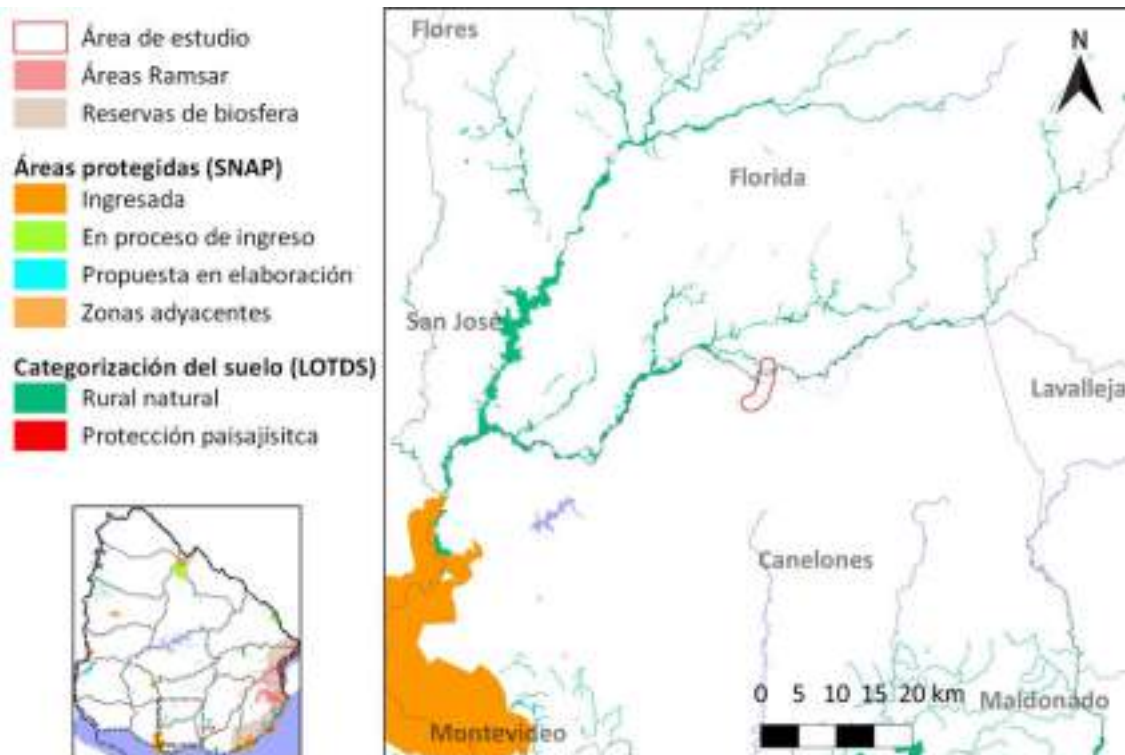 Área de estudio
Áreas Ramsar
Reservas de biosfera
Áreas protegidas (SNAP)
Ingresada
En proceso de ingreso
Propuesta en elaboración
Zonas adyacentes
Categorización del suelo (LOTDS)
Rural natural
Protección paisajísitca
Flores
N
Florida
San José
Lavalleja
Canelones
0 5 10 15 20 km
Maldonado
Montevideo